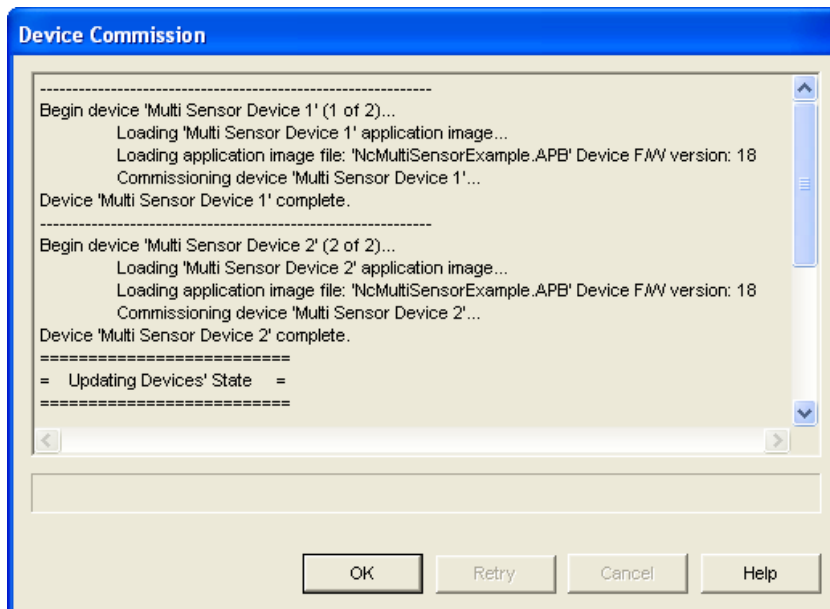 Device Commission
-------------------------------------------------------------
Begin device 'Multi Sensor Device 1' (1 of 2)...
Loading 'Multi Sensor Device 1' application image...
Loading application image file: 'NcMultiSensorExample.APB' Device F/W version: 18
Commissioning device 'Multi Sensor Device 1'...
Device 'Multi Sensor Device 1' complete.
-------------------------------------------------------------
Begin device 'Multi Sensor Device 2' (2 of 2)...
Loading 'Multi Sensor Device 2' application image...
Loading application image file: 'NcMultiSensorExample.APB' Device F/W version: 18
Commissioning device 'Multi Sensor Device 2'...
Device 'Multi Sensor Device 2' complete.
==========================
= Updating Devices' State =
==========================
OK Retry Cancel Help